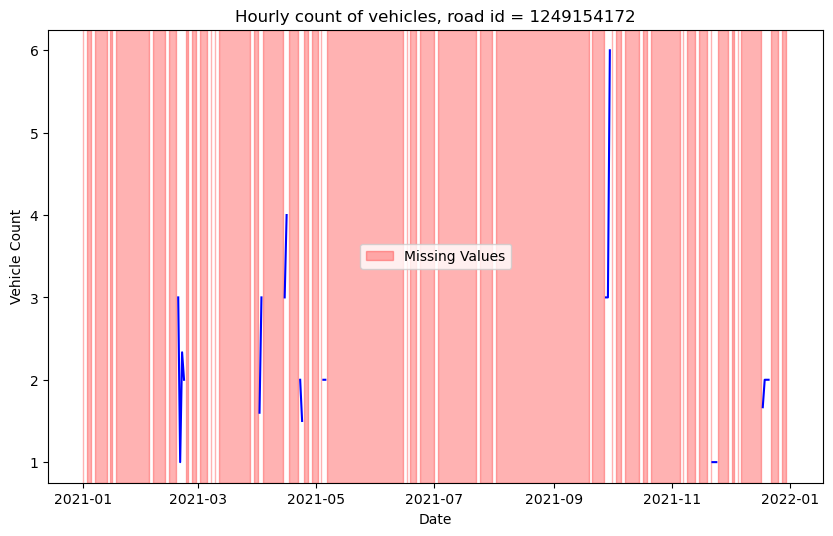 Hourly count of vehicles, road id = 1249154172
Vehicle Count
6
5
4
3
2
1
Missing Values
2021-01 2021-03 2021-05 2021-07 2021-09 2021-11 2022-01
Date